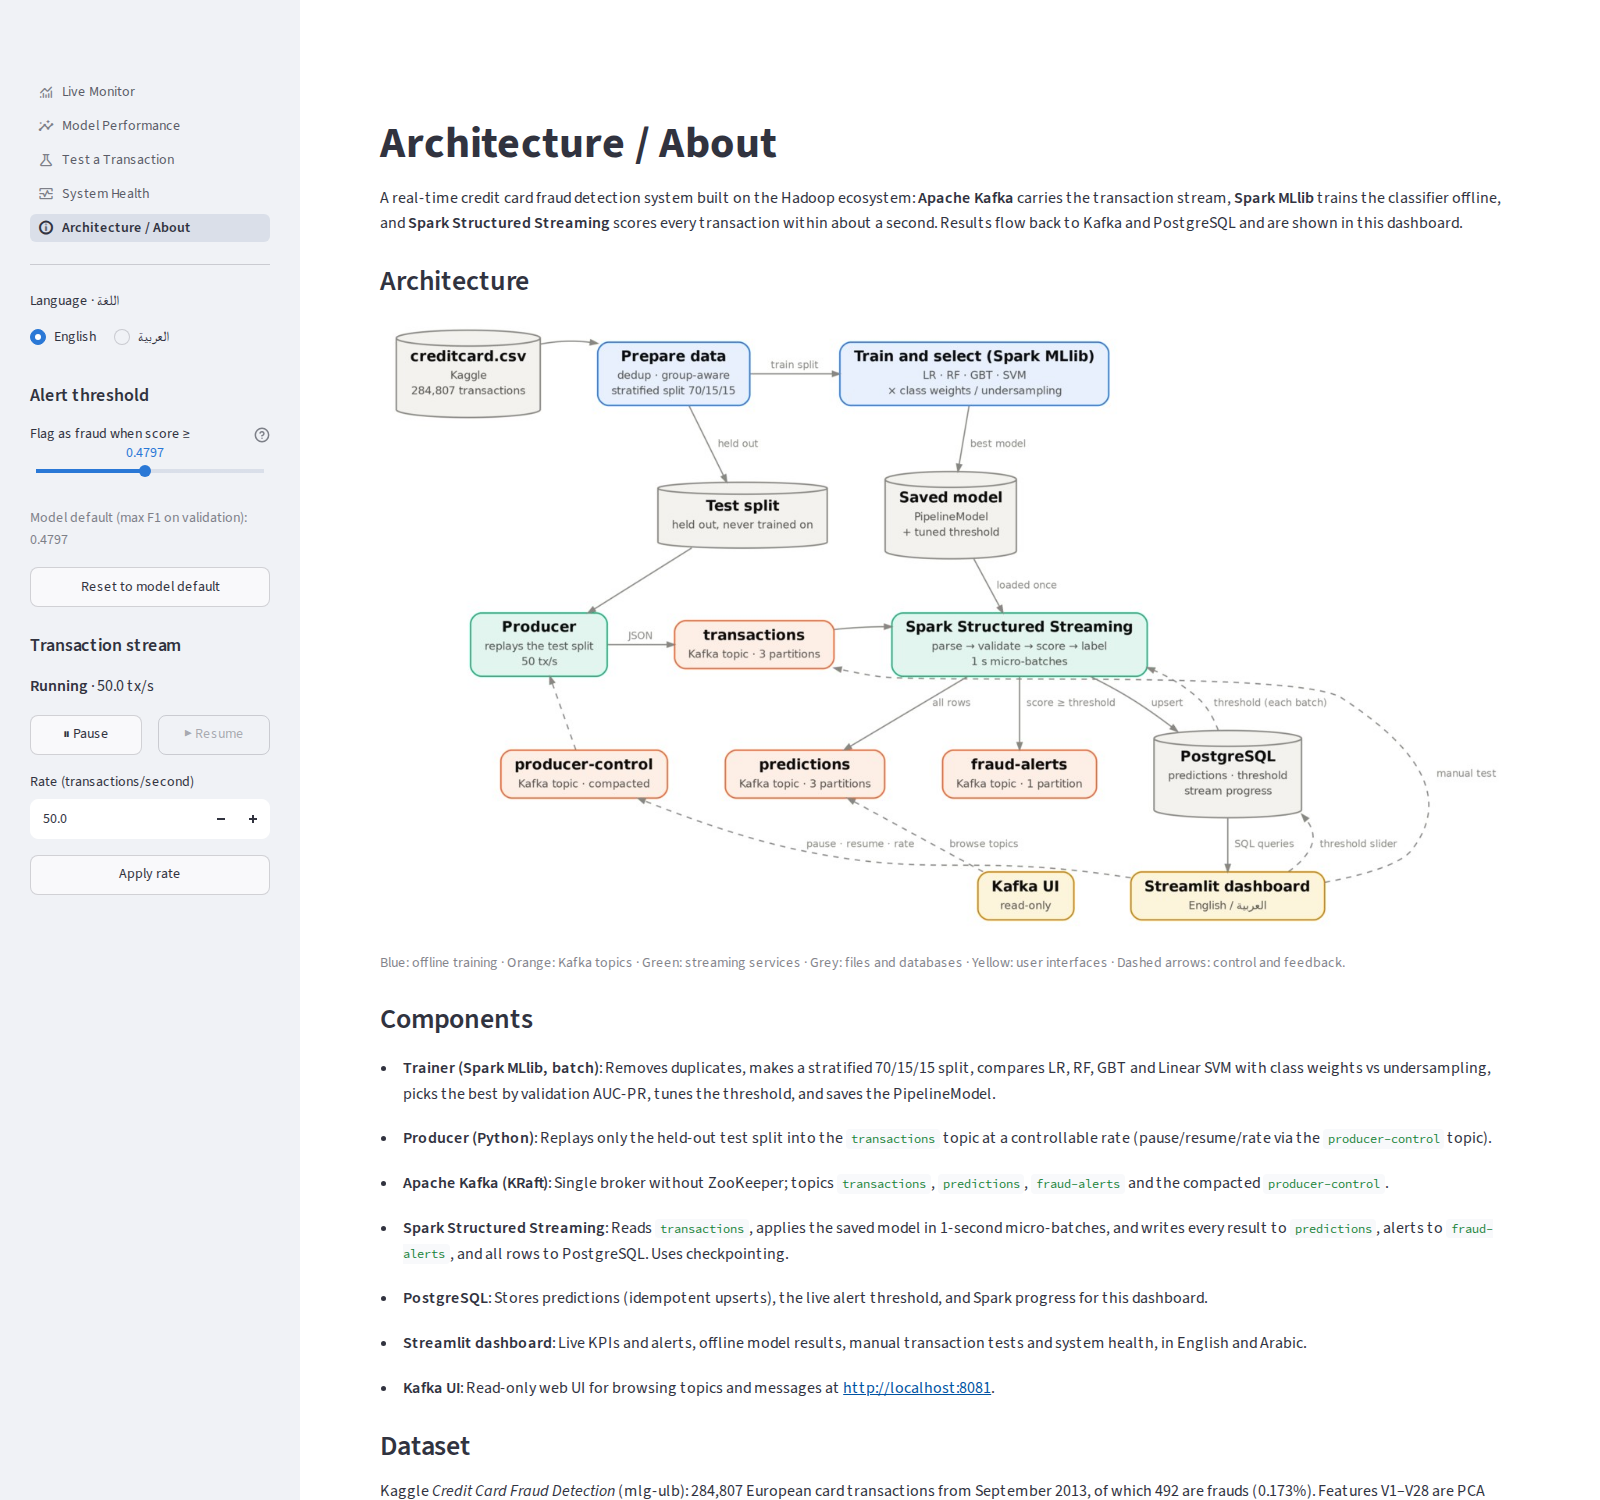 Live Monitor
Model Performance
Test a Transaction
System Health
Architecture / About
Language · اللغة
English
العربية
Alert threshold
Flag as fraud when score ≥
0.4797
Model default (max F1 on validation):
0.4797
Reset to model default
Transaction stream
Running · 50.0 tx/s
Pause
Resume
Rate (transactions/second)
50.0
Apply rate
Architecture / About
A real-time credit card fraud detection system built on the Hadoop ecosystem: Apache Kafka carries the transaction stream, Spark MLlib trains the classifier offline,
and Spark Structured Streaming scores every transaction within about a second. Results flow back to Kafka and PostgreSQL and are shown in this dashboard.
Architecture
creditcard.csv
Kaggle
284,807 transactions
Prepare data
dedup · group-aware
stratified split 70/15/15
train split
Train and select (Spark MLlib)
LR · RF · GBT · SVM
× class weights / undersampling
held out
best model
Test split
held out, never trained on
Saved model
PipelineModel
+ tuned threshold
loaded once
Producer
replays the test split
50 tx/s
JSON
transactions
Kafka topic · 3 partitions
Spark Structured Streaming
parse → validate → score → label
1 s micro-batches
all rows
score ≥ threshold
upsert
threshold (each batch)
producer-control
Kafka topic · compacted
predictions
Kafka topic · 3 partitions
fraud-alerts
Kafka topic · 1 partition
PostgreSQL
predictions · threshold
stream progress
manual test
pause · resume · rate
browse topics
SQL queries
threshold slider
Kafka UI
read-only
Streamlit dashboard
English / العربية
Blue: offline training · Orange: Kafka topics · Green: streaming services · Grey: files and databases · Yellow: user interfaces · Dashed arrows: control and feedback.
Components
• Trainer (Spark MLlib, batch): Removes duplicates, makes a stratified 70/15/15 split, compares LR, RF, GBT and Linear SVM with class weights vs undersampling,
picks the best by validation AUC-PR, tunes the threshold, and saves the PipelineModel.
• Producer (Python): Replays only the held-out test split into the transactions topic at a controllable rate (pause/resume/rate via the producer-control topic).
• Apache Kafka (KRaft): Single broker without ZooKeeper; topics transactions , predictions , fraud-alerts and the compacted producer-control .
• Spark Structured Streaming: Reads transactions , applies the saved model in 1-second micro-batches, and writes every result to predictions , alerts to fraud-
alerts , and all rows to PostgreSQL. Uses checkpointing.
• PostgreSQL: Stores predictions (idempotent upserts), the live alert threshold, and Spark progress for this dashboard.
• Streamlit dashboard: Live KPIs and alerts, offline model results, manual transaction tests and system health, in English and Arabic.
• Kafka UI: Read-only web UI for browsing topics and messages at http://localhost:8081.
Dataset
Kaggle Credit Card Fraud Detection (mlg-ulb): 284,807 European card transactions from September 2013, of which 492 are frauds (0.173%). Features V1–V28 are PCA